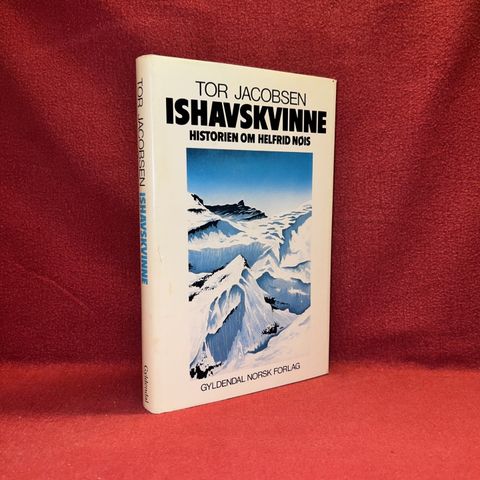 TOR JACOBSEN
ISHAVSKVINNE
HISTORIEN OM HELFRID NØIS
GYLDENDAL NORSK FORLAG
TOR JACOBSEN ISHAVSKVINNE
Gyldendal